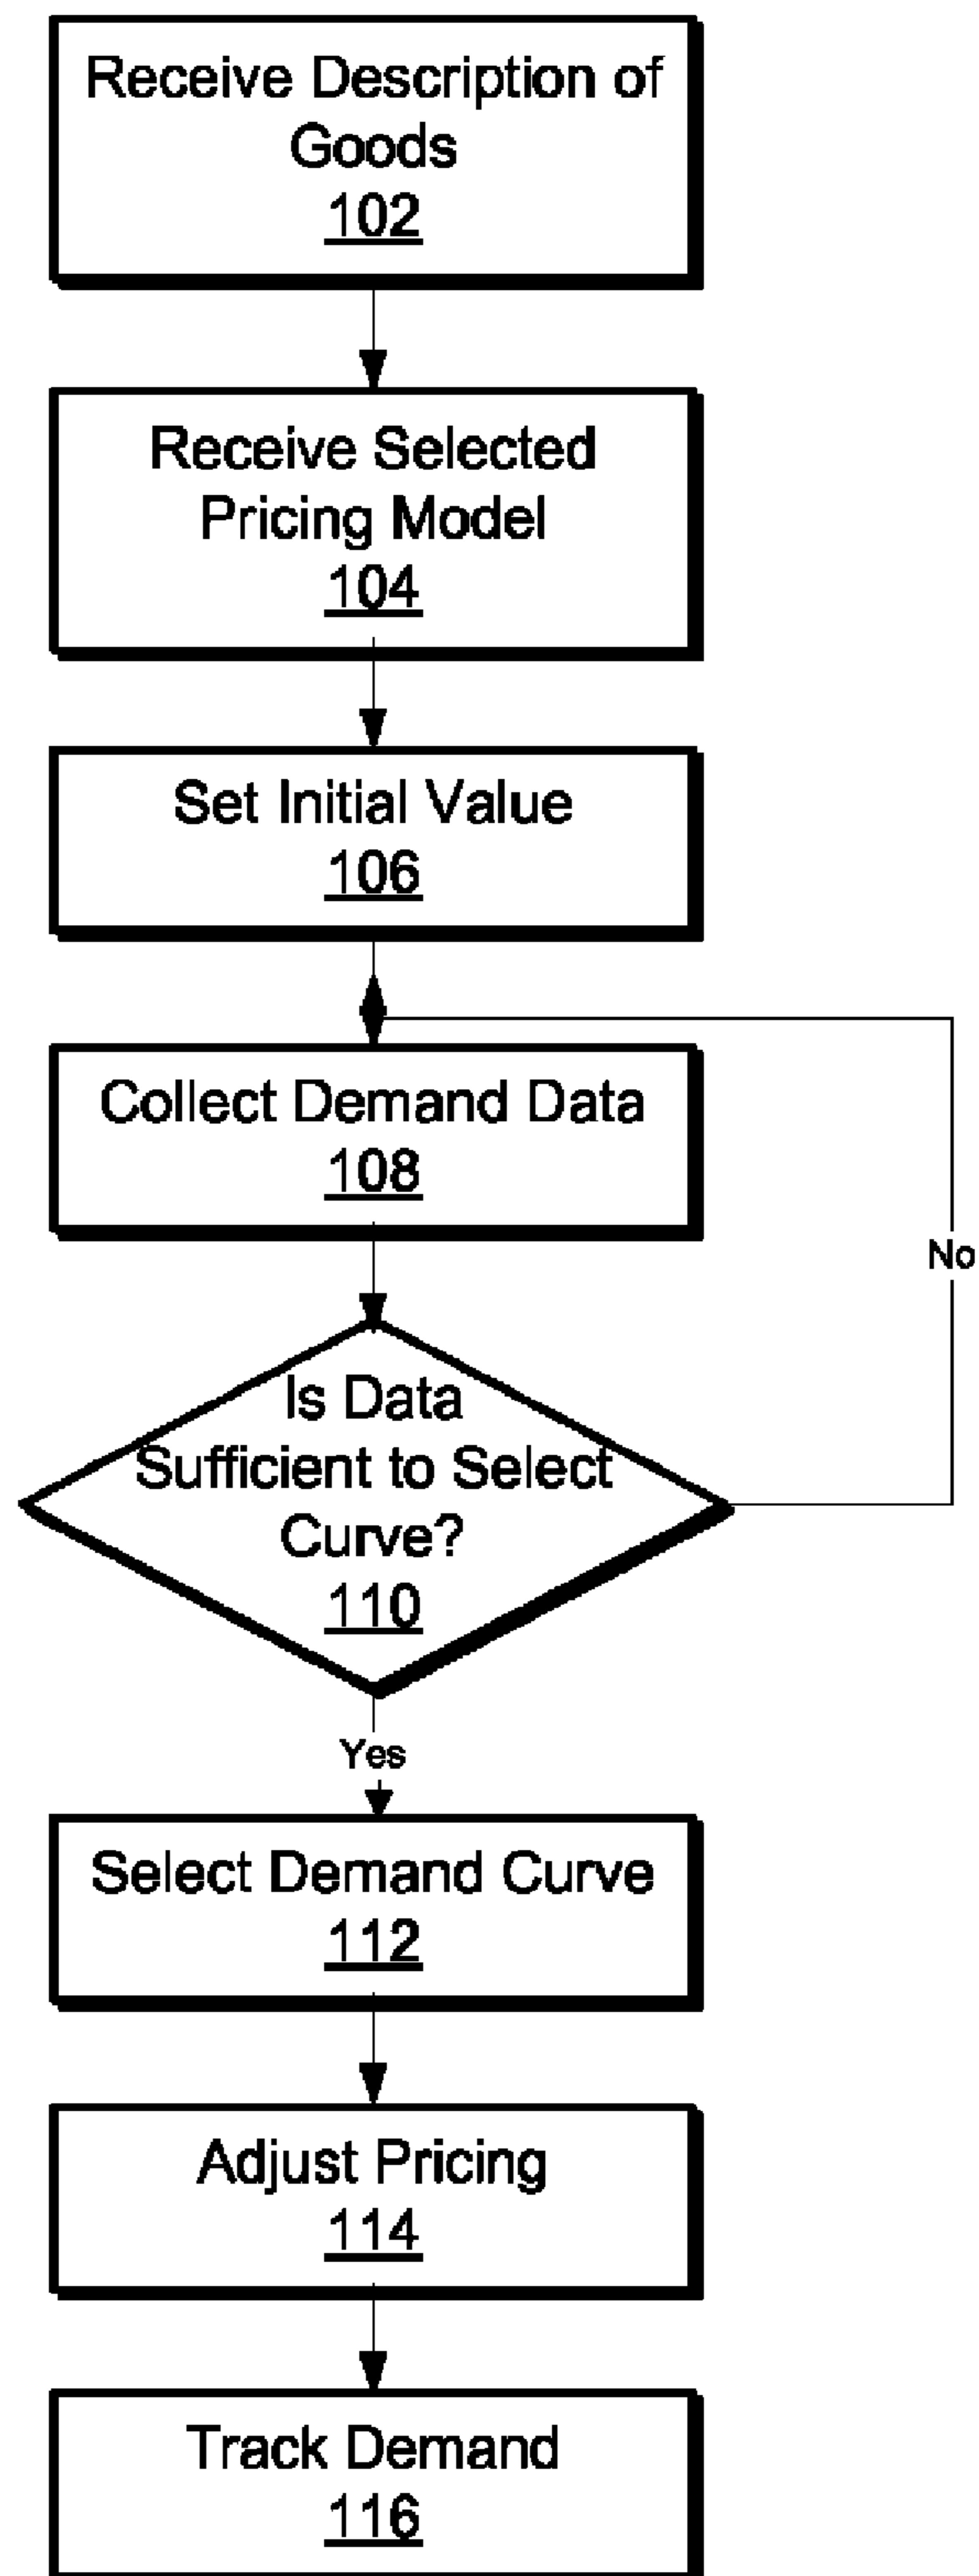 Receive Description of
Goods
102
Receive Selected
Pricing Model
104
Set Initial Value
106
Collect Demand Data
108
No
Is Data
Sufficient to Select
Curve?
110
Yes
Select Demand Curve
112
Adjust Pricing
114
Track Demand
116